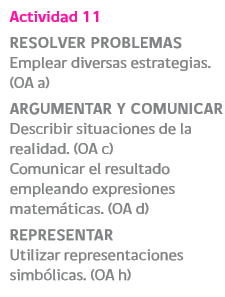 Actividad 11
RESOLVER PROBLEMAS
Emplear diversas estrategias.
(OA a)
ARGUMENTAR Y COMUNICAR
Describir situaciones de la
realidad. (OA c)
Comunicar el resultado
empleando expresiones
matemáticas. (OA d)
REPRESENTAR
Utilizar representaciones
simbólicas. (OA h)